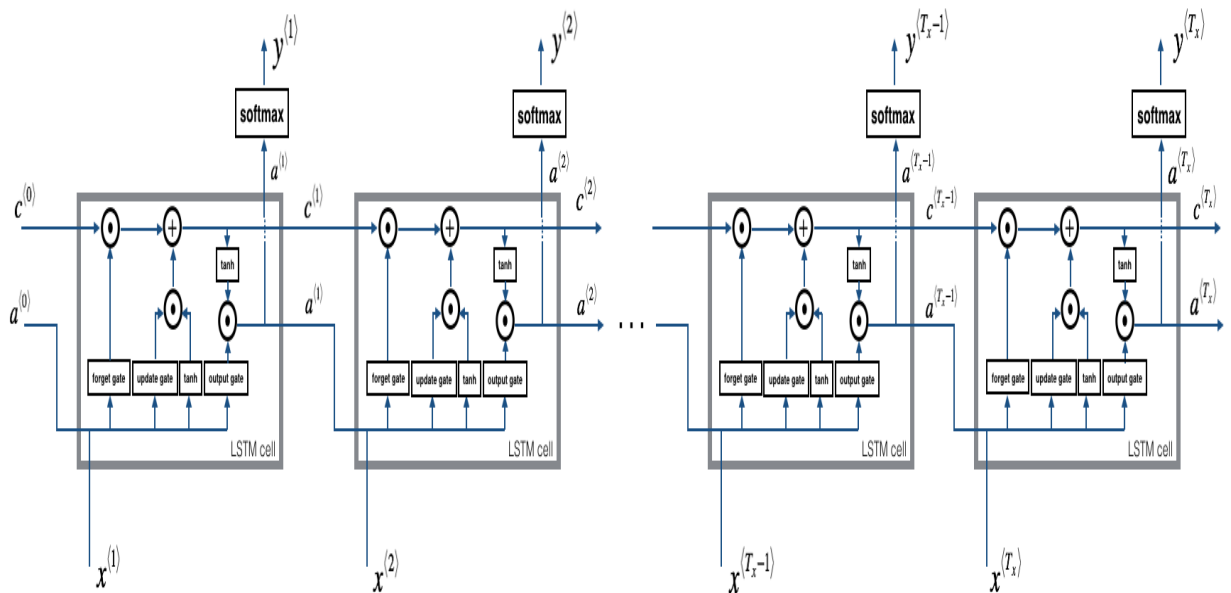 y⟨1⟩ y⟨2⟩ y⟨Tx−1⟩ y⟨Tx⟩
softmax softmax softmax softmax
a⟨1⟩ a⟨2⟩ a⟨Tx−1⟩ a⟨Tx⟩
c⟨0⟩ c⟨1⟩ c⟨2⟩ c⟨Tx−1⟩ c⟨Tx⟩
+ + + +
tanh tanh tanh tanh
a⟨0⟩ a⟨1⟩ a⟨2⟩ ... a⟨Tx−1⟩ a⟨Tx⟩
forget gate update gate tanh output gate forget gate update gate tanh output gate forget gate update gate tanh output gate forget gate update gate tanh output gate
LSTM cell LSTM cell LSTM cell LSTM cell
x⟨1⟩ x⟨2⟩ x⟨Tx−1⟩ x⟨Tx⟩